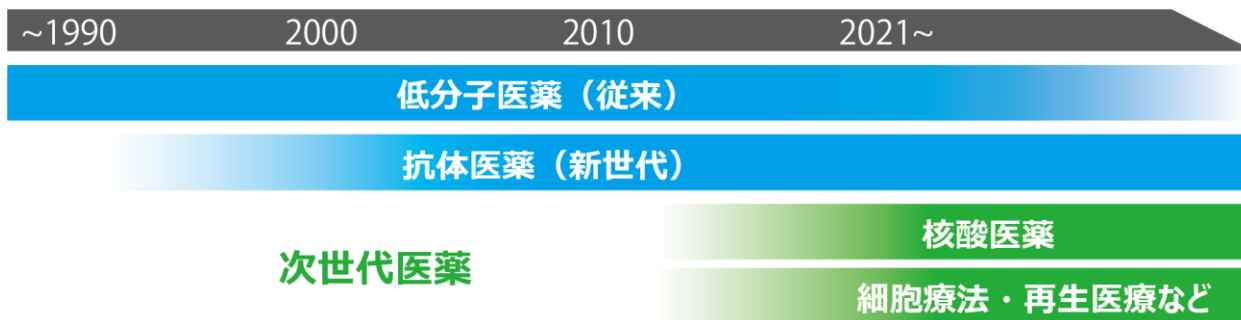 ~1990 2000 2010 2021~
低分子医薬（従来）
抗体医薬（新世代）
核酸医薬
次世代医薬
細胞療法・再生医療など